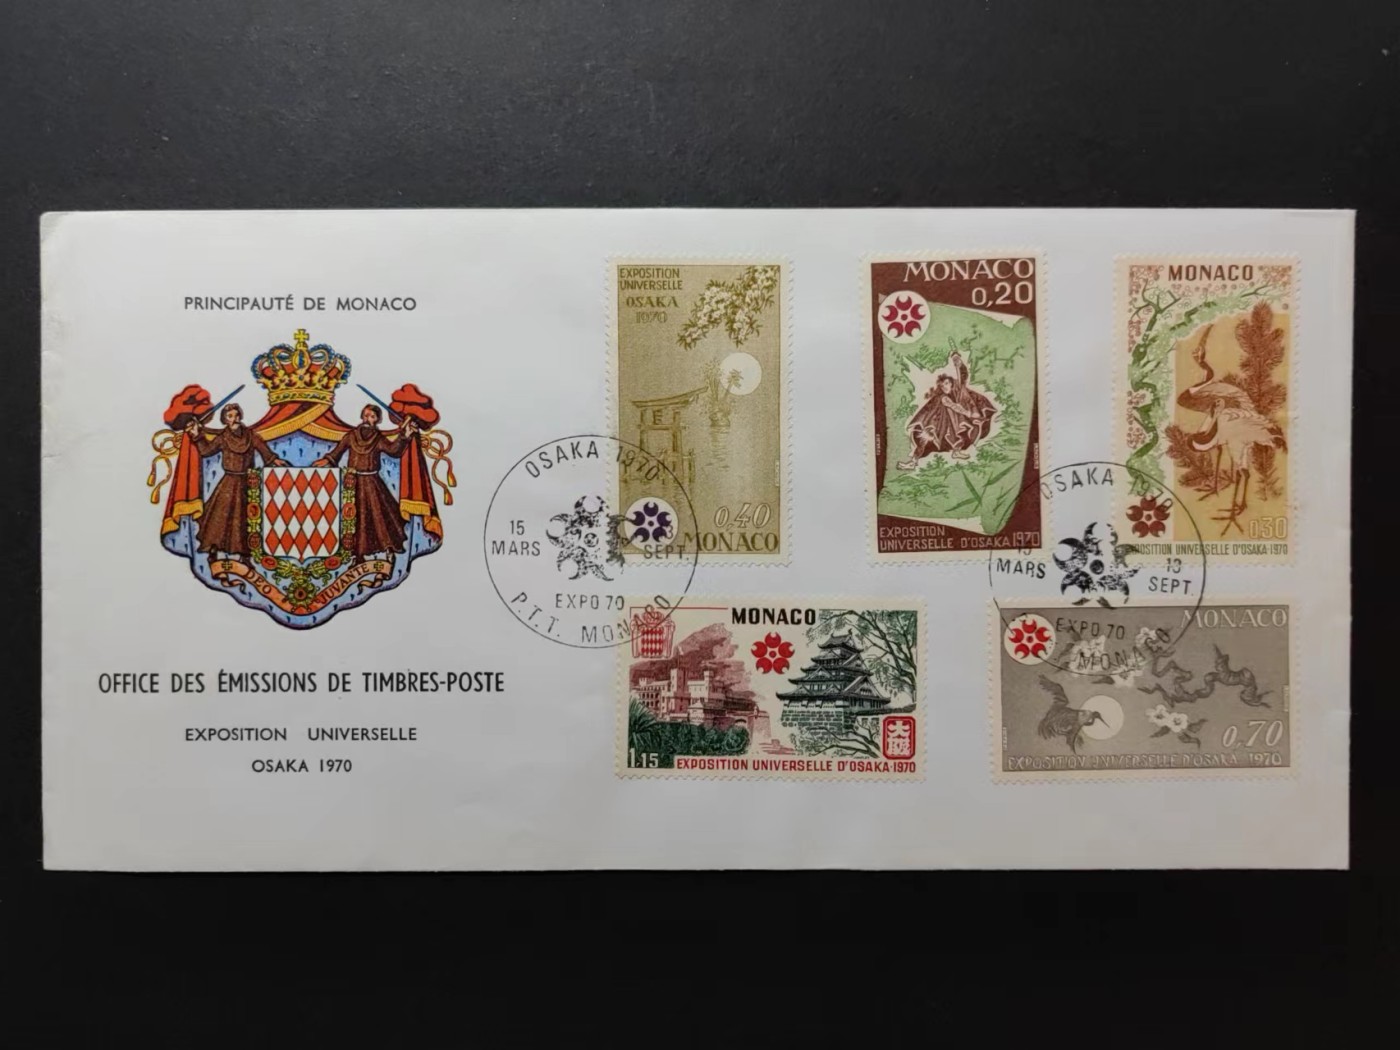 PRINCIPAUTÉ DE MONACO
DEO JUVANTE
OFFICE DES ÉMISSIONS DE TIMBRES-POSTE
EXPOSITION UNIVERSELLE
OSAKA 1970
EXPOSITION
UNIVERSELLE
OSAKA
1970
0,40
MONACO
MONACO
0,20
EXPOSITION
UNIVERSELLE D'OSAKA 1970
MONACO
0,30
EXPOSITION UNIVERSELLE D'OSAKA·1970
OSAKA 1970
15
MARS
SEPT.
EXPO 70
P.T.T. MONACO
OSAKA 1970
MARS
13
SEPT.
EXPO 70
MONACO
MONACO
1,15
EXPOSITION UNIVERSELLE D'OSAKA·1970
MONACO
0,70
EXPOSITION UNIVERSELLE D'OSAKA 1970